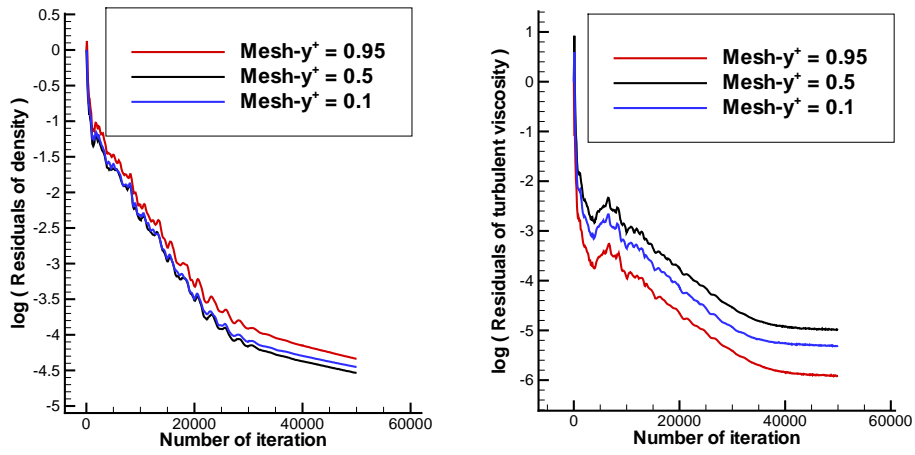 0.5
0
-0.5
-1
-1.5
-2
-2.5
-3
-3.5
-4
-4.5
-5
log ( Residuals of density )
Mesh-y+ = 0.95
Mesh-y+ = 0.5
Mesh-y+ = 0.1
0 20000 40000 60000
Number of iteration
1
0
-1
-2
-3
-4
-5
-6
log ( Residuals of turbulent viscosity )
Mesh-y+ = 0.95
Mesh-y+ = 0.5
Mesh-y+ = 0.1
0 20000 40000 60000
Number of iteration